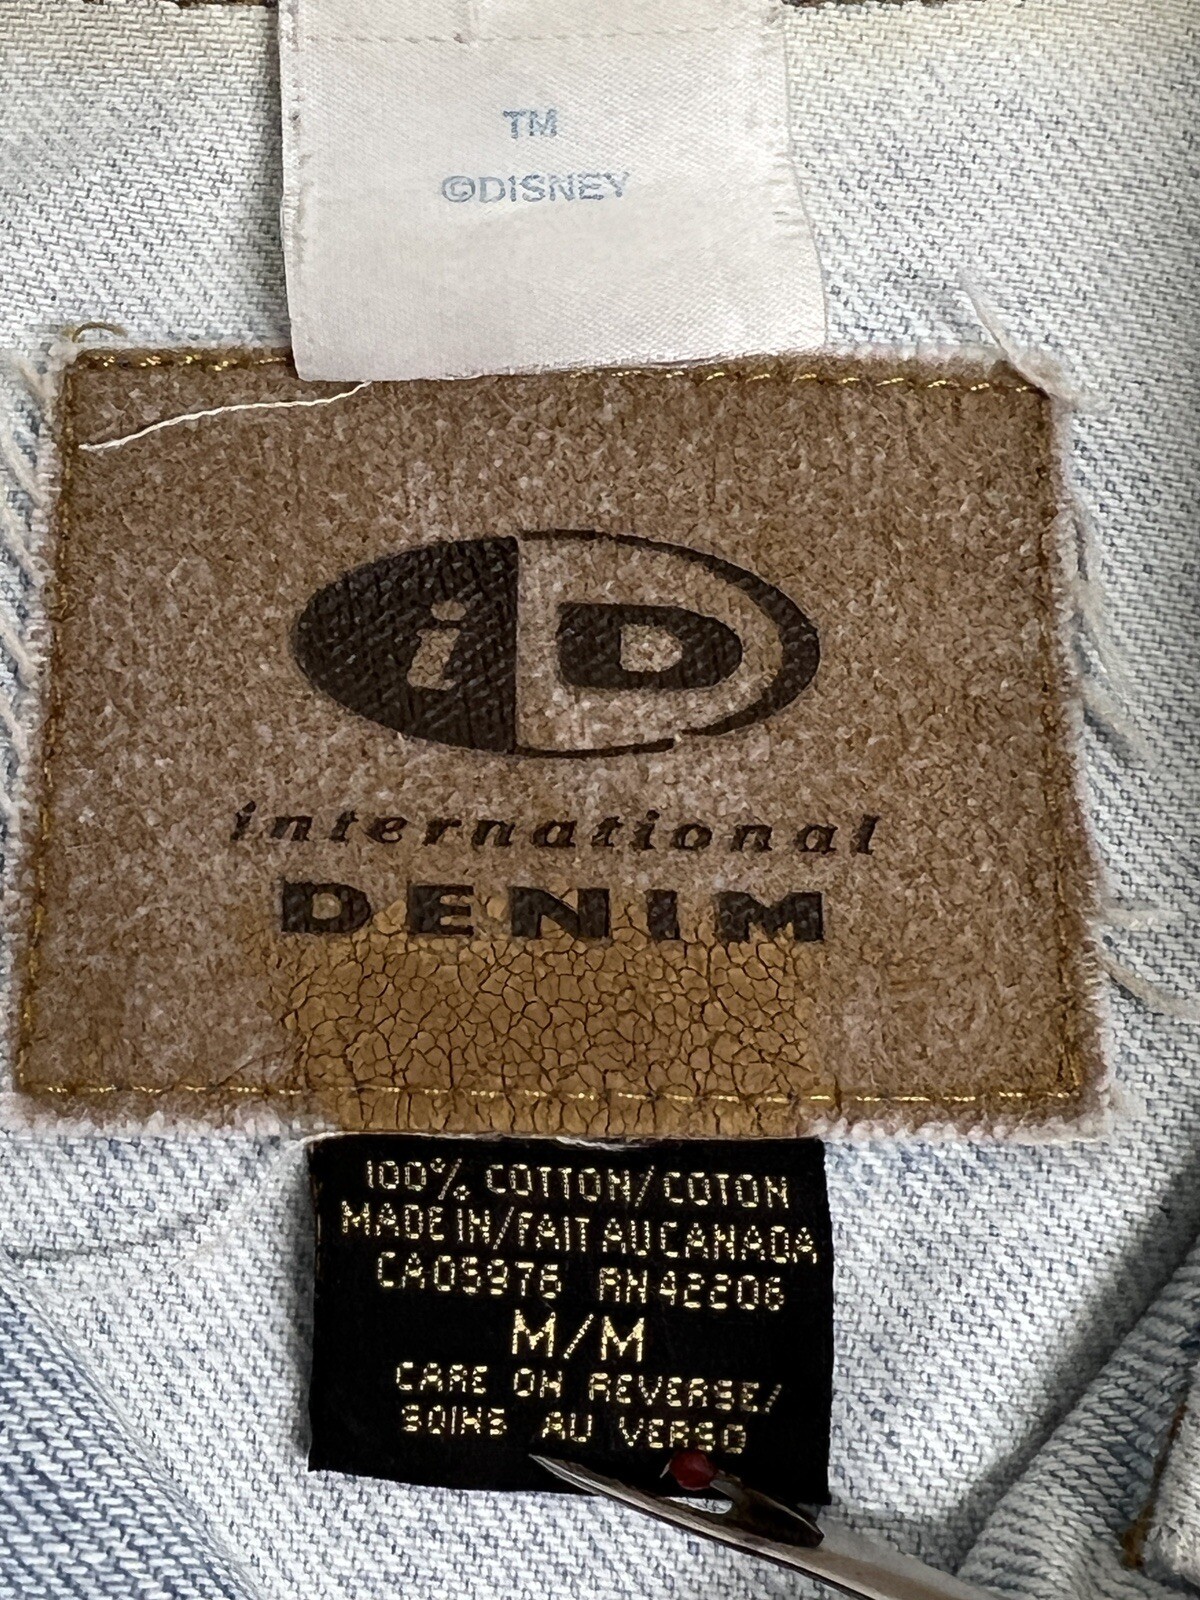 TM
©DISNEY
iD
international
DENIM
100% COTTON/COTON
MADE IN/FAIT AU CANADA
CA05976 RN42206
M/M
CARE ON REVERSE/
SOINS AU VERSO